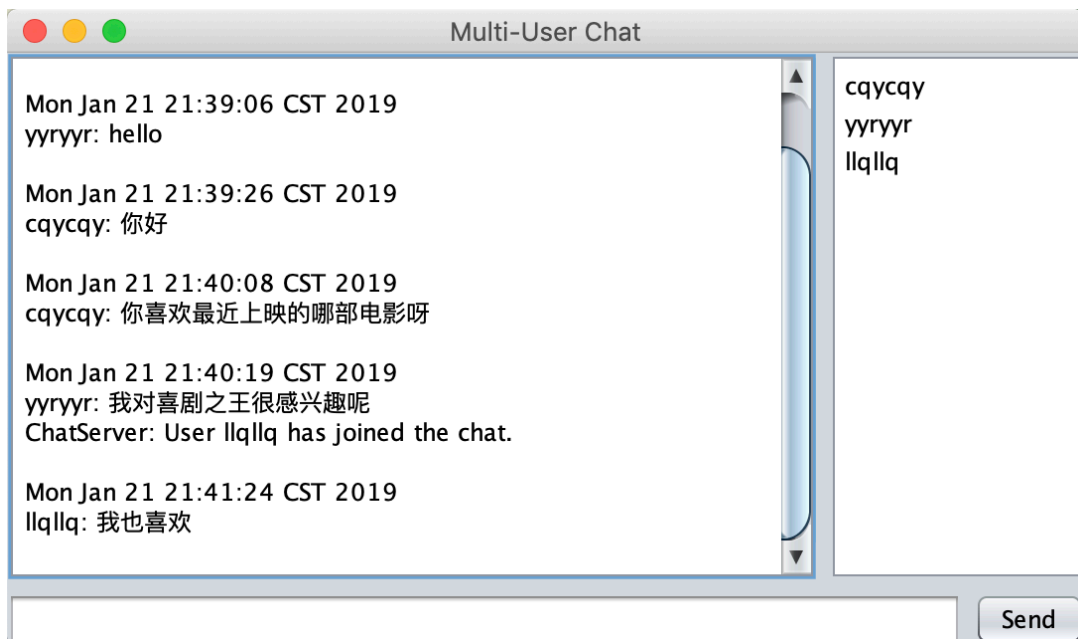 Multi-User Chat
Mon Jan 21 21:39:06 CST 2019
yyryyr: hello
Mon Jan 21 21:39:26 CST 2019
cqycqy: 你好
Mon Jan 21 21:40:08 CST 2019
cqycqy: 你喜欢最近上映的哪部电影呀
Mon Jan 21 21:40:19 CST 2019
yyryyr: 我对喜剧之王很感兴趣呢
ChatServer: User llqllq has joined the chat.
Mon Jan 21 21:41:24 CST 2019
llqllq: 我也喜欢
cqycqy
yyryyr
llqllq
Send